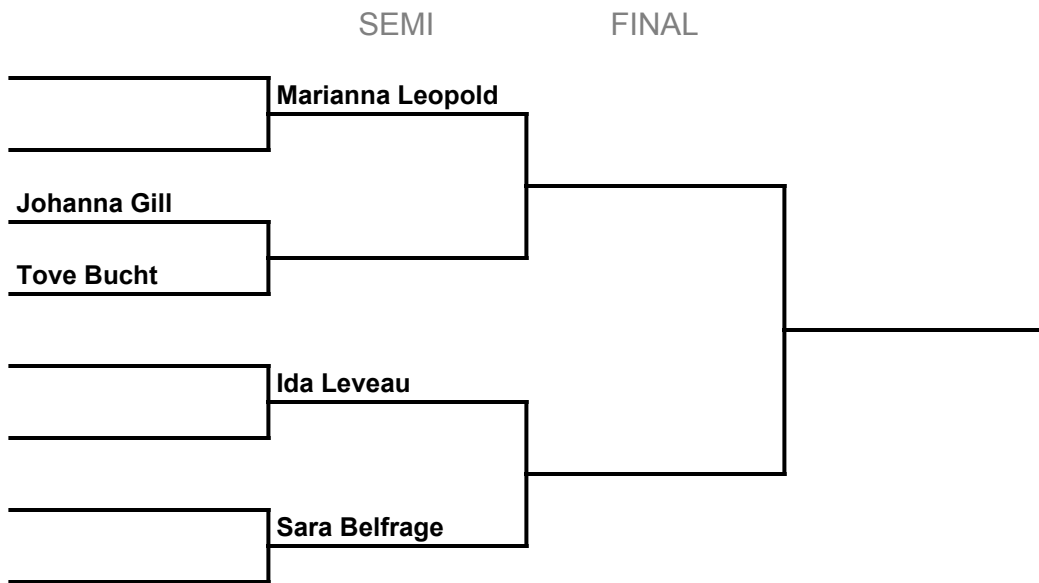 SEMI FINAL
Marianna Leopold
Johanna Gill
Tove Bucht
Ida Leveau
Sara Belfrage